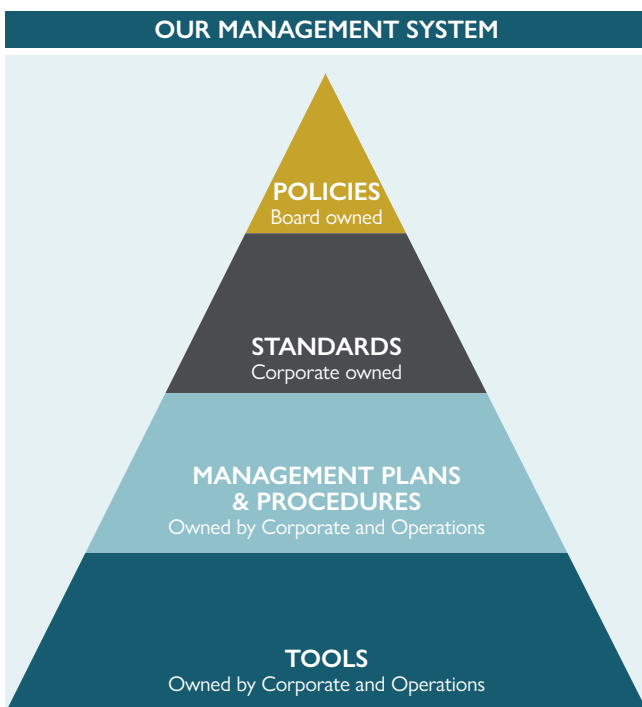 OUR MANAGEMENT SYSTEM
POLICIES
Board owned
STANDARDS
Corporate owned
MANAGEMENT PLANS
& PROCEDURES
Owned by Corporate and Operations
TOOLS
Owned by Corporate and Operations